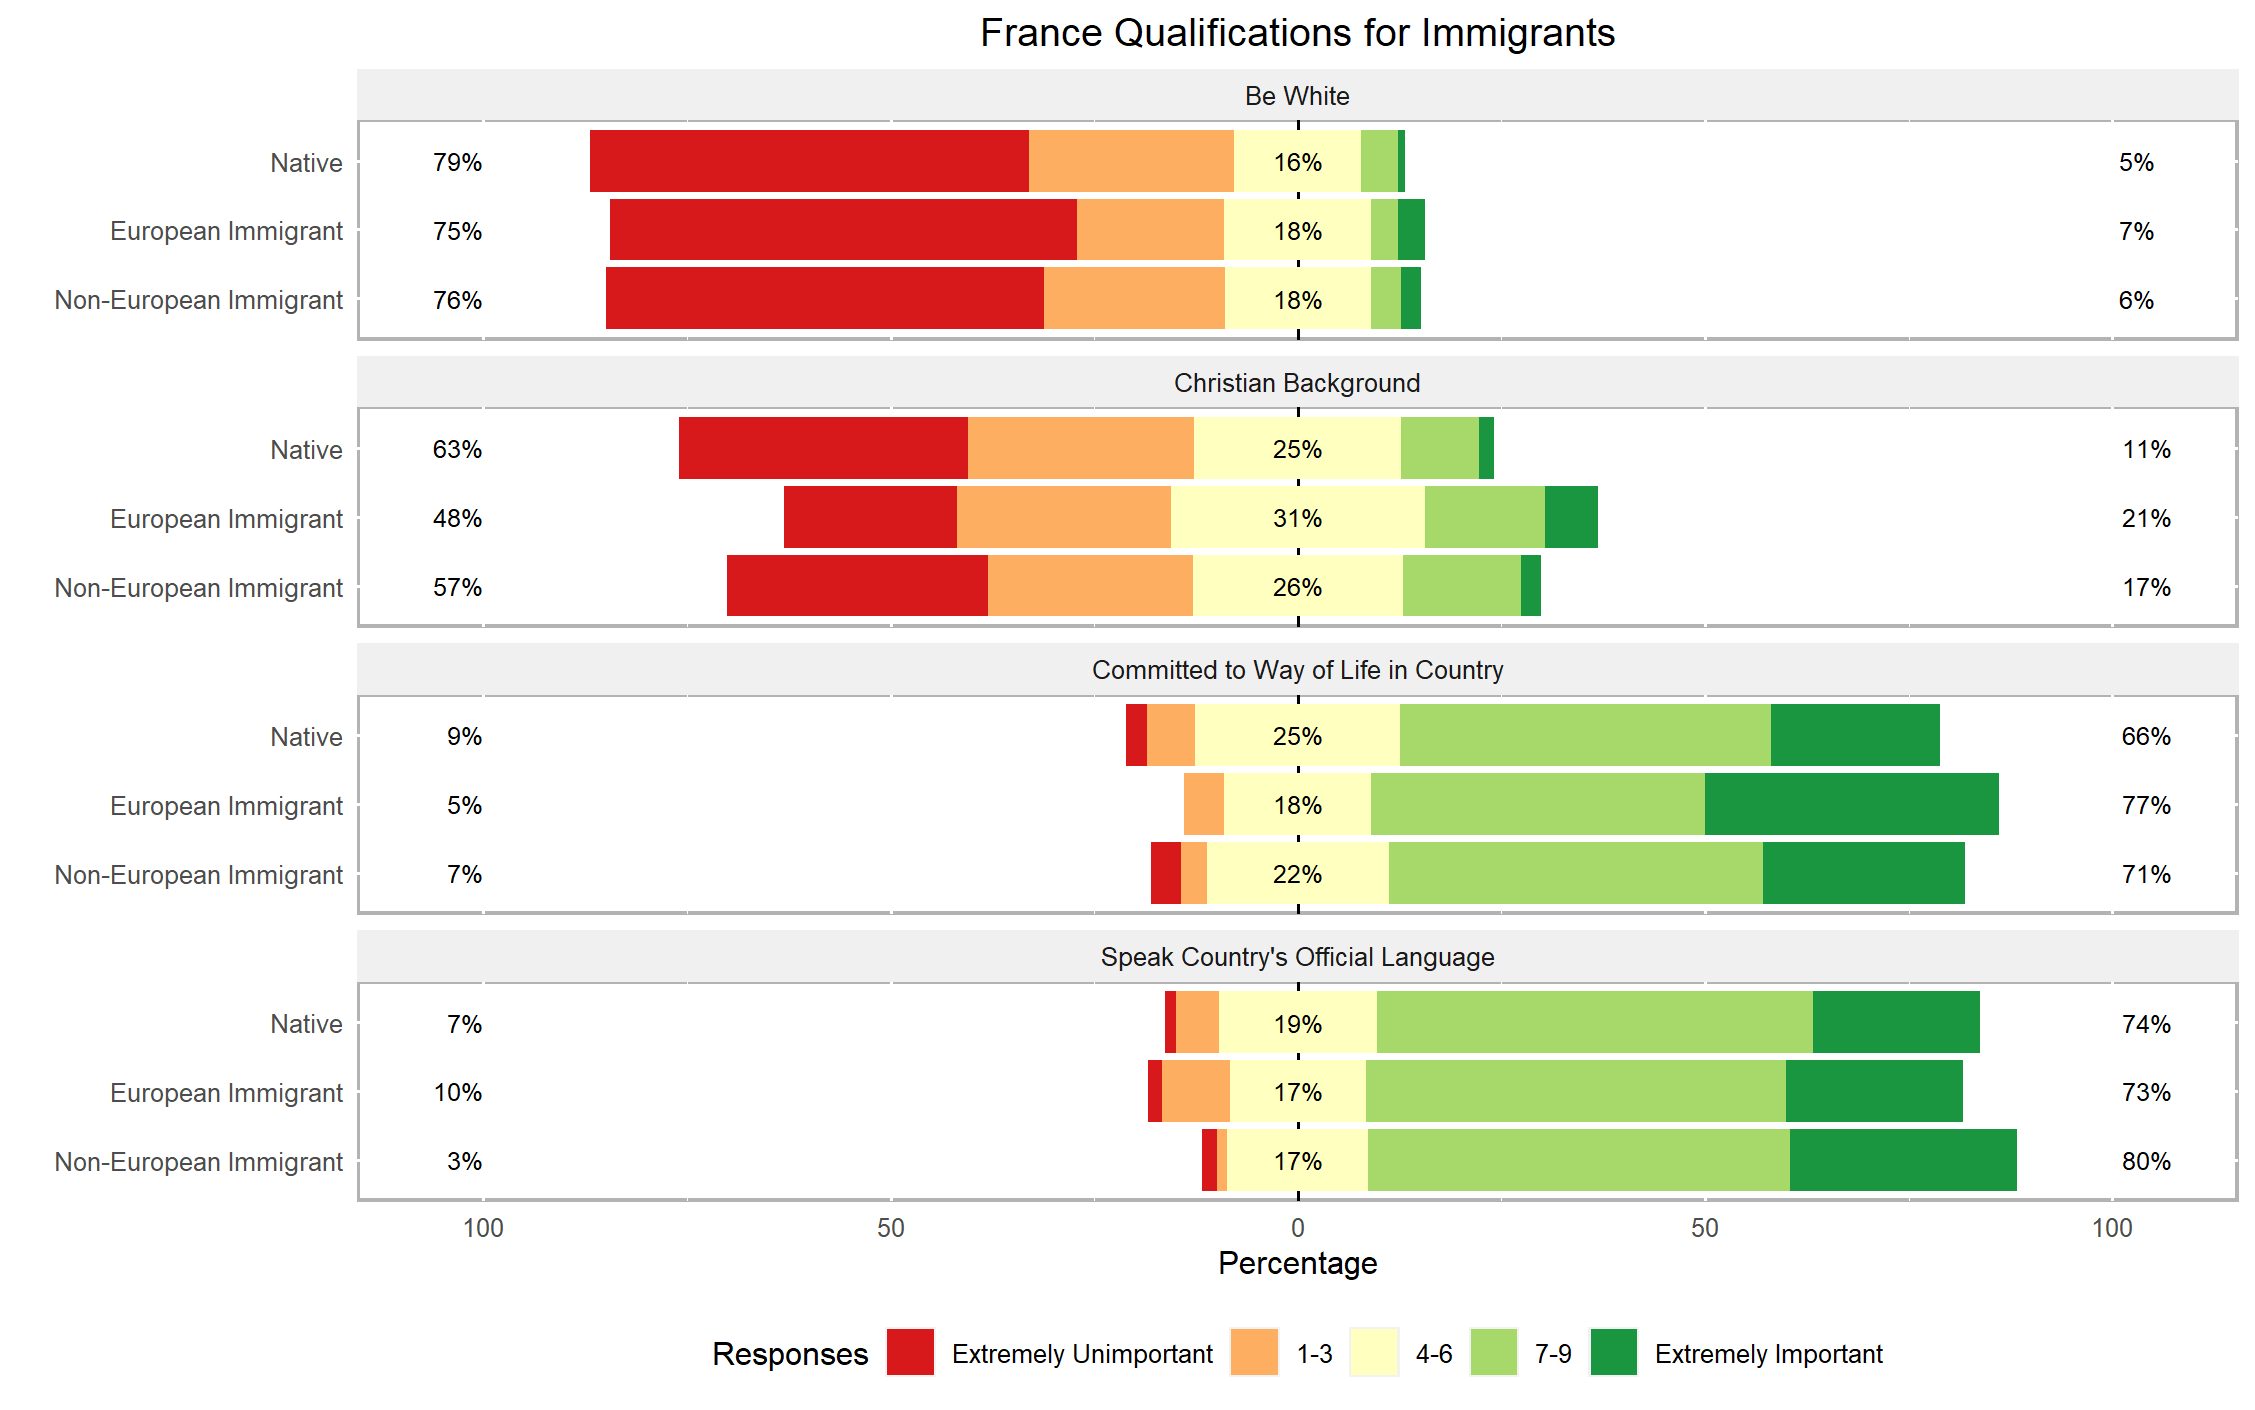 France Qualifications for Immigrants
Be White
Native 79% 16% 5%
European Immigrant 75% 18% 7%
Non-European Immigrant 76% 18% 6%
Christian Background
Native 63% 25% 11%
European Immigrant 48% 31% 21%
Non-European Immigrant 57% 26% 17%
Committed to Way of Life in Country
Native 9% 25% 66%
European Immigrant 5% 18% 77%
Non-European Immigrant 7% 22% 71%
Speak Country's Official Language
Native 7% 19% 74%
European Immigrant 10% 17% 73%
Non-European Immigrant 3% 17% 80%
100 50 0 50 100
Percentage
Responses Extremely Unimportant 1-3 4-6 7-9 Extremely Important